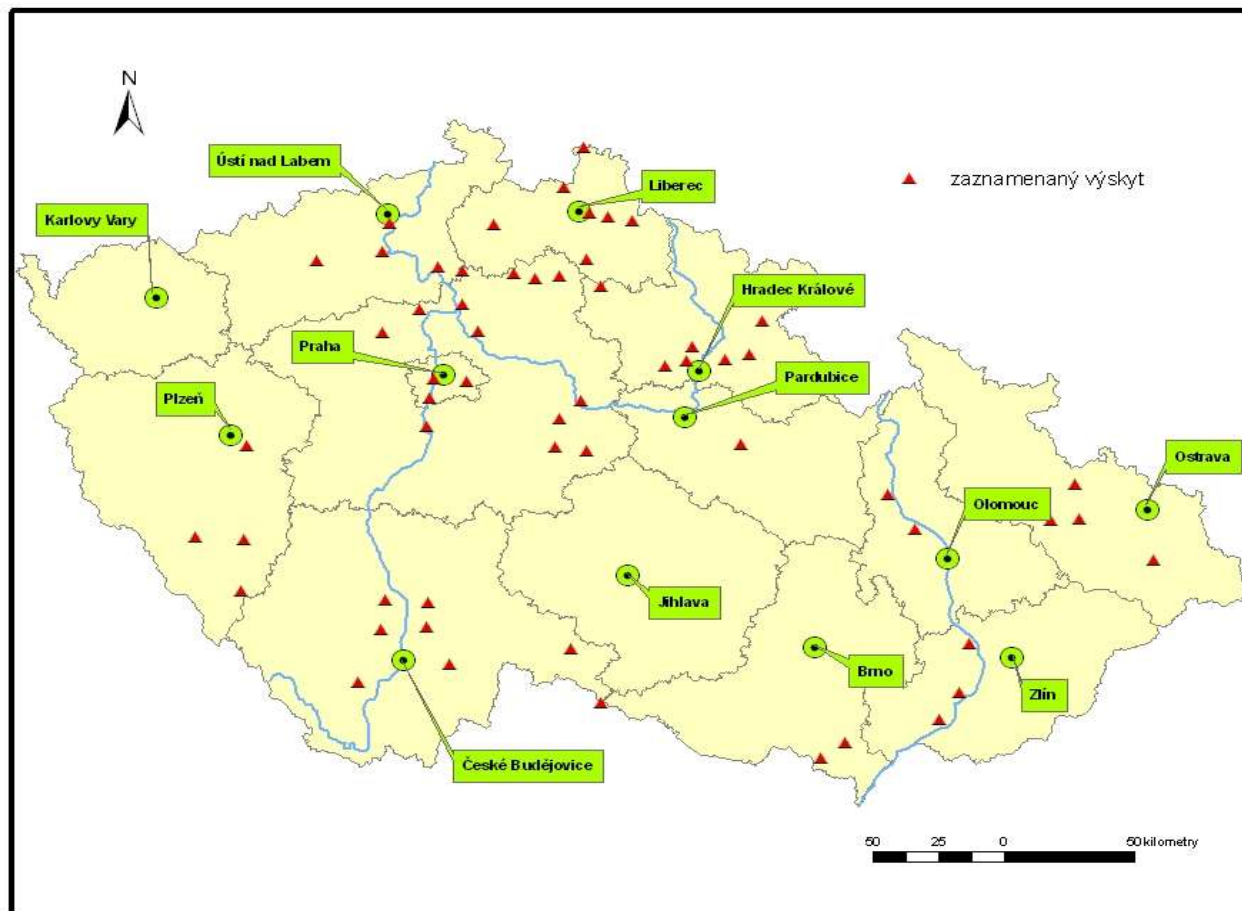 N
Ústí nad Labem
Liberec
zaznamenaný výskyt
Karlovy Vary
Hradec Králové
Praha
Pardubice
Plzeň
Ostrava
Olomouc
Jihlava
Brno
Zlín
České Budějovice
50 25 0 50 kilometry